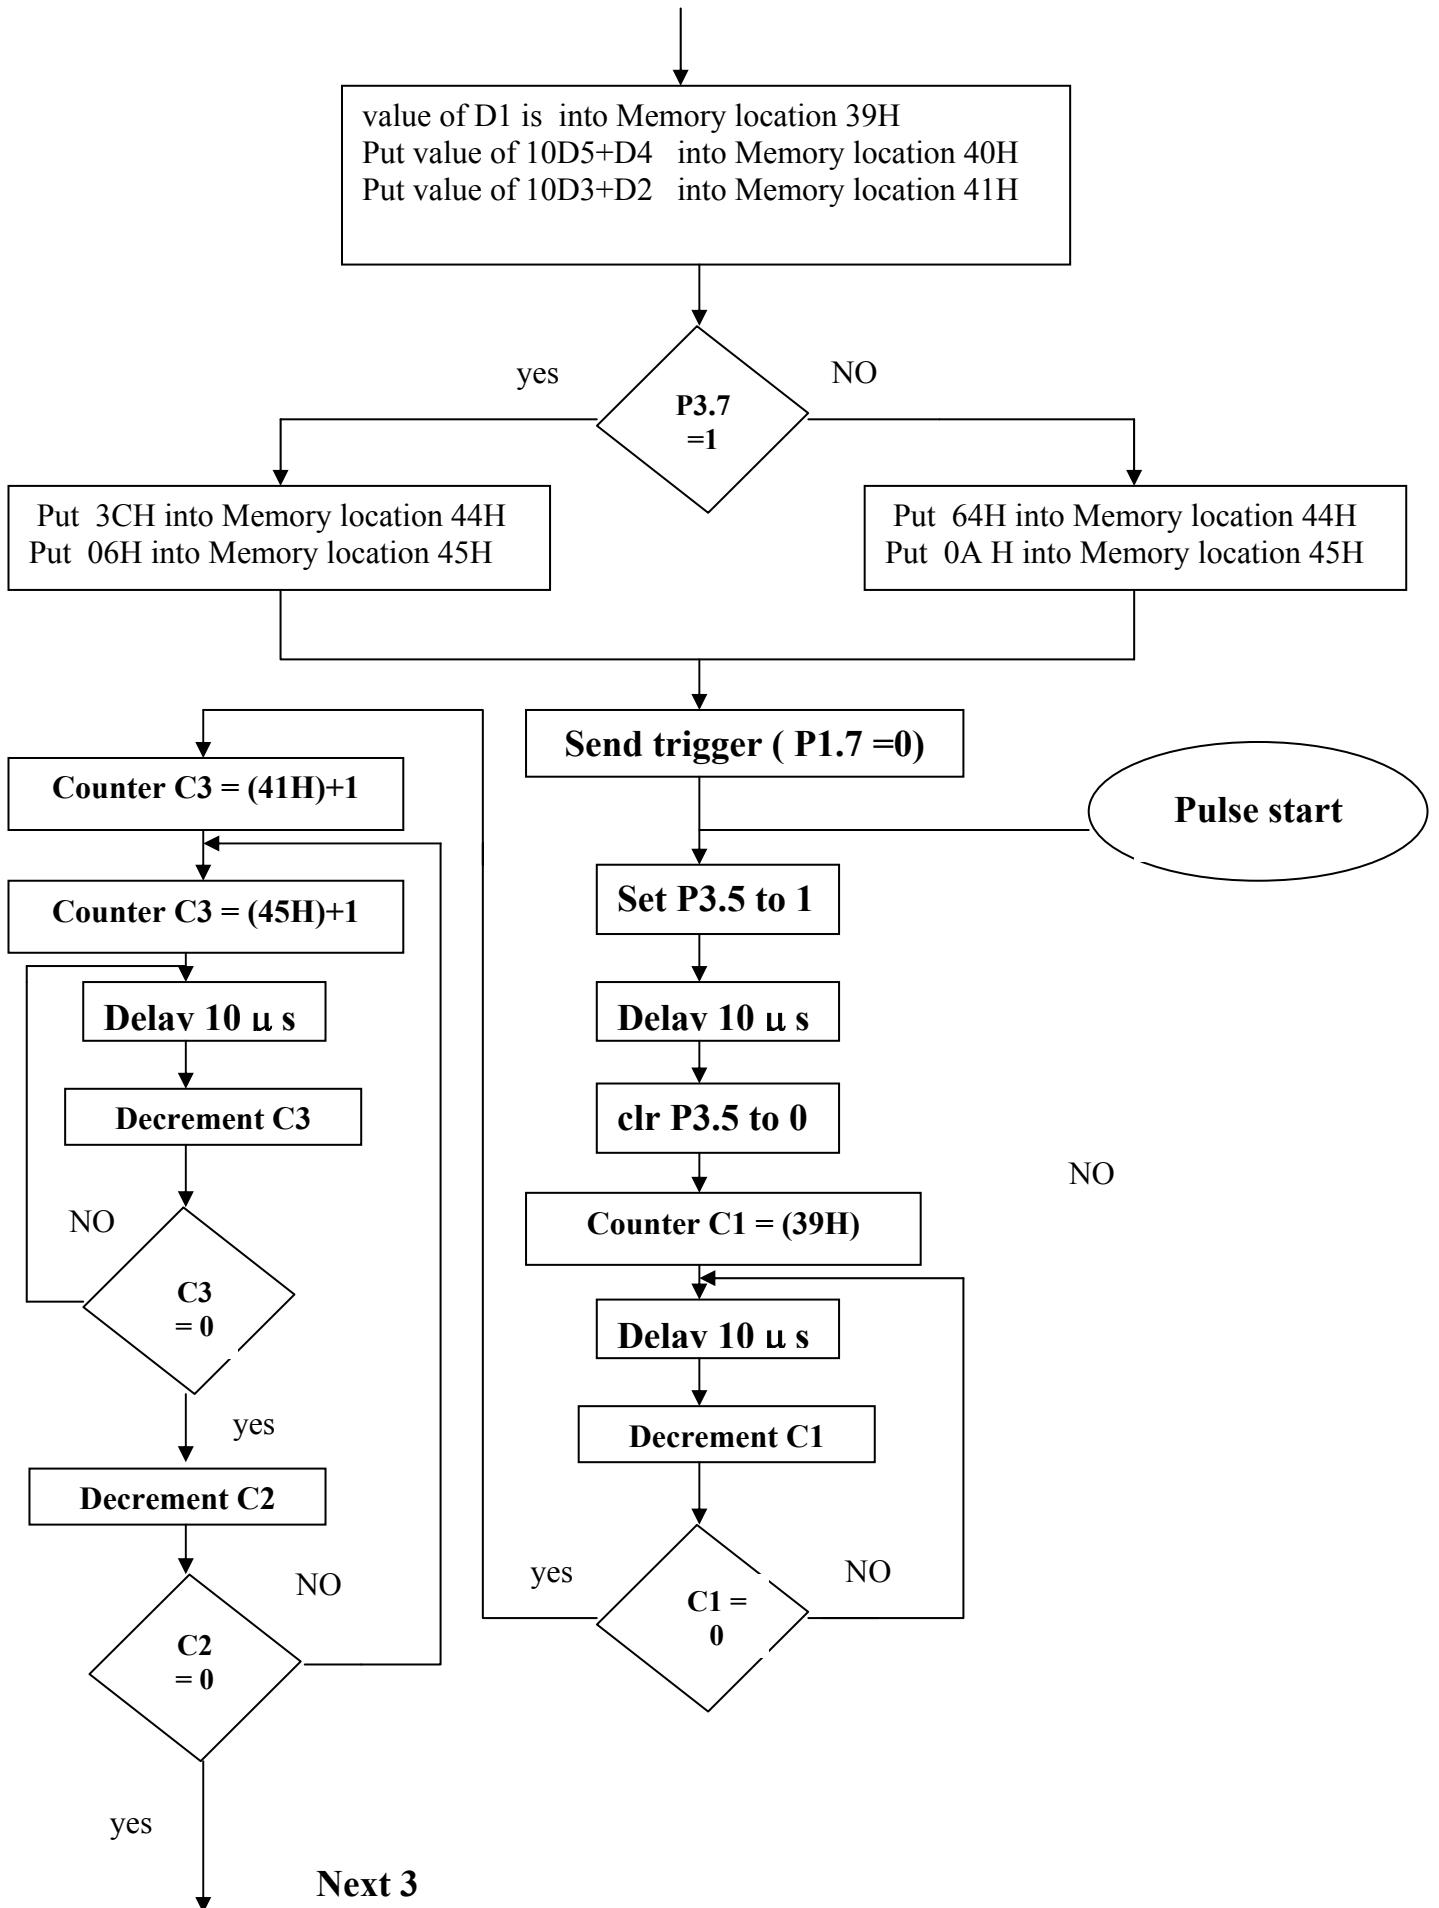 value of D1 is into Memory location 39H
Put value of 10D5+D4 into Memory location 40H
Put value of 10D3+D2 into Memory location 41H
yes
NO
P3.7
=1
Put 3CH into Memory location 44H
Put 06H into Memory location 45H
Put 64H into Memory location 44H
Put 0A H into Memory location 45H
Send trigger ( P1.7 =0)
Pulse start
Set P3.5 to 1
Delay 10 µ s
clr P3.5 to 0
NO
Counter C1 = (39H)
Delay 10 µ s
Decrement C1
yes
NO
C1 =
0
Counter C3 = (41H)+1
Counter C3 = (45H)+1
Delay 10 µ s
Decrement C3
NO
C3
= 0
yes
Decrement C2
NO
C2
= 0
yes
Next 3